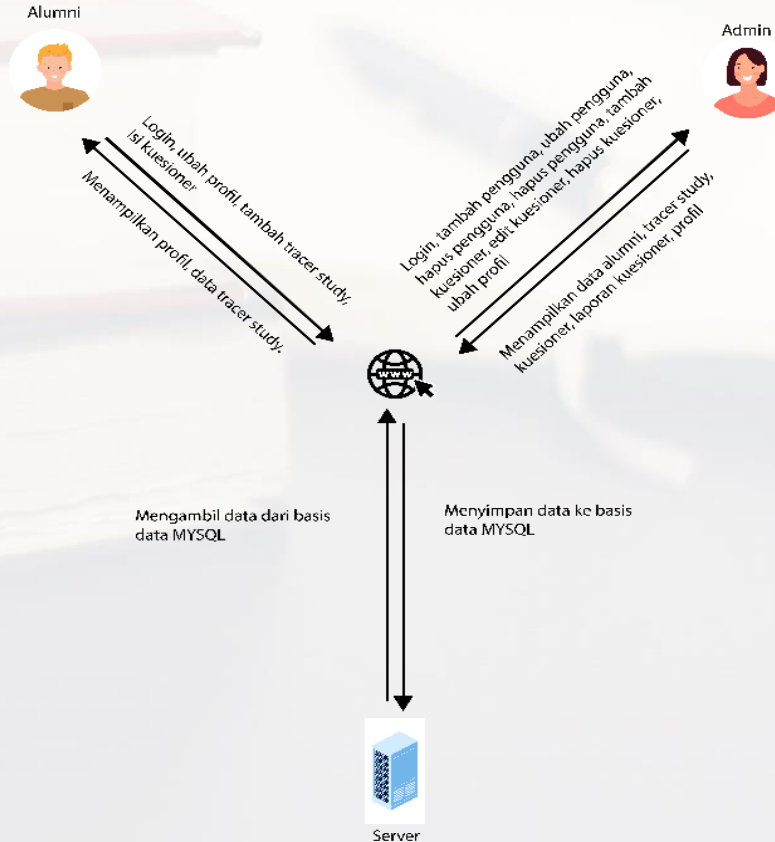 Alumni
Admin
Login, ubah profil, tambah tracer study,
isi kuesioner
Menampilkan profil, data tracer study.
Login, tambah pengguna, ubah pengguna,
hapus pengguna, hapus pengguna, tambah
kuesioner, edit kuesioner, hapus kuesioner,
ubah profil
Menampilkan data alumni, tracer study,
kuesioner, laporan kuesioner, profil
www
Mengambil data dari basis
data MYSQL
Menyimpan data ke basis
data MYSQL
Server